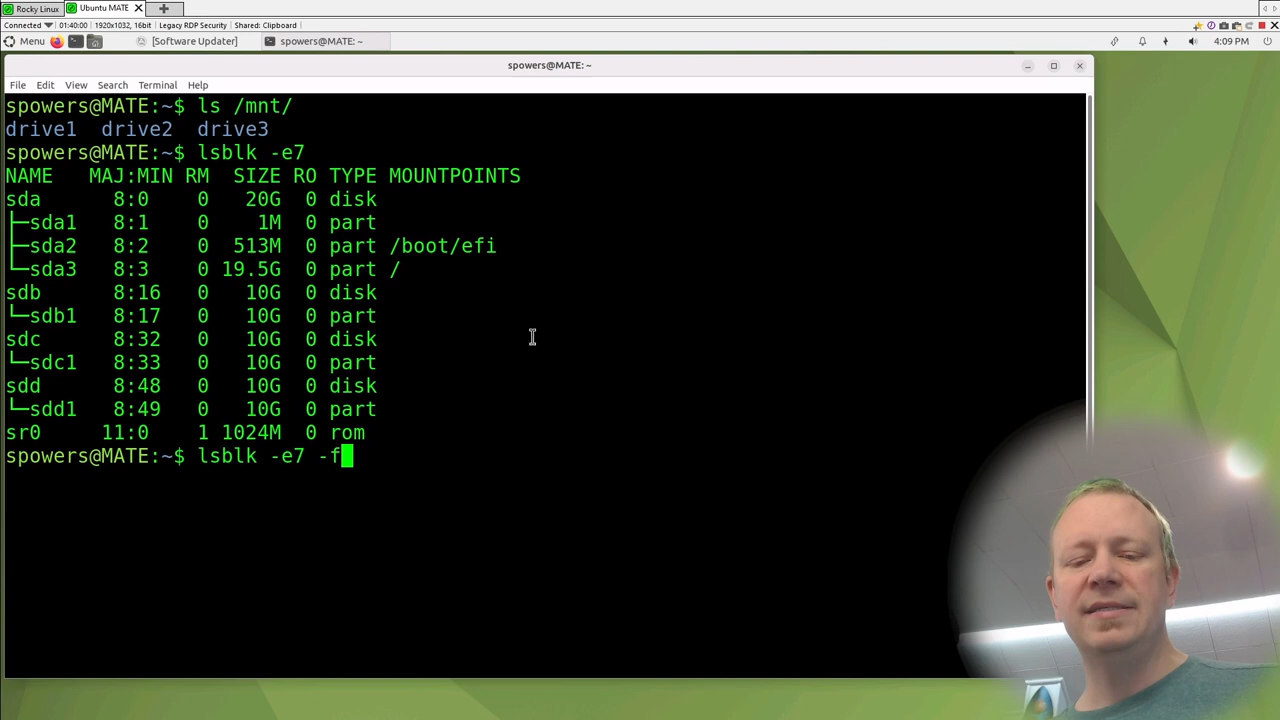 Rocky Linux
Ubuntu MATE
Connected
01:40:00
1920x1032, 16bit
Legacy RDP Security
Shared: Clipboard
Menu
[Software Updater]
spowers@MATE: ~
4:09 PM
spowers@MATE: ~
File Edit View Search Terminal Help
spowers@MATE:~$ ls /mnt/
drive1 drive2 drive3
spowers@MATE:~$ lsblk -e7
NAME MAJ:MIN RM SIZE RO TYPE MOUNTPOINTS
sda 8:0 0 20G 0 disk
├─sda1 8:1 0 1M 0 part
├─sda2 8:2 0 513M 0 part /boot/efi
└─sda3 8:3 0 19.5G 0 part /
sdb 8:16 0 10G 0 disk
└─sdb1 8:17 0 10G 0 part
sdc 8:32 0 10G 0 disk
└─sdc1 8:33 0 10G 0 part
sdd 8:48 0 10G 0 disk
└─sdd1 8:49 0 10G 0 part
sr0 11:0 1 1024M 0 rom
spowers@MATE:~$ lsblk -e7 -f